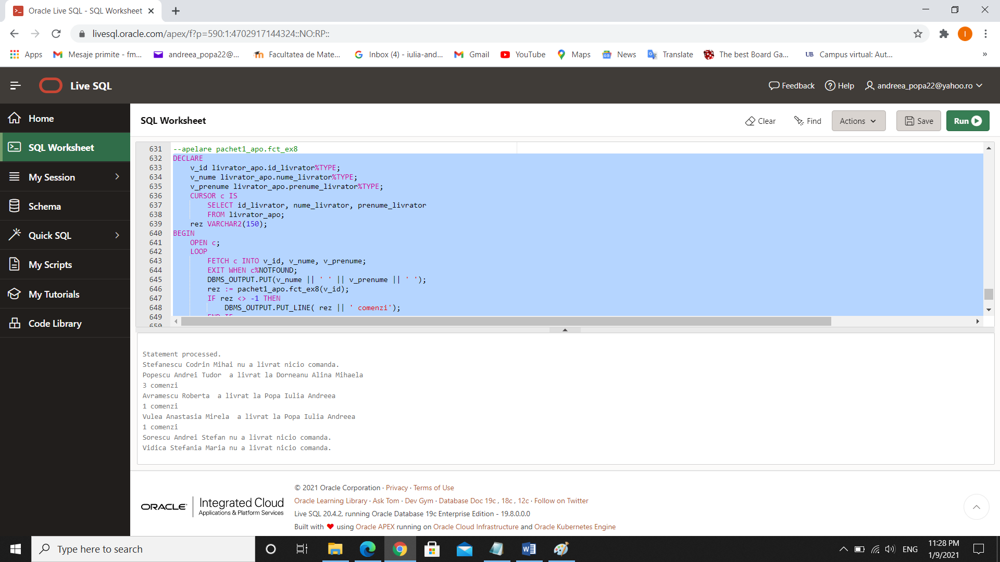 Oracle Live SQL - SQL Worksheet
livesql.oracle.com/apex/f?p=590:1:4702917144324::NO:RP::
I
Apps Mesaje primite - fm... andreea_popa22@... Facultatea de Mate... Inbox (4) - iulia-and... Gmail YouTube Maps News Translate The best Board Ga... UB Campus virtual: Aut... »
Live SQL
Feedback Help andreea_popa22@yahoo.ro
Home
SQL Worksheet
My Session
Schema
Quick SQL
My Scripts
My Tutorials
Code Library
SQL Worksheet
Clear Find Actions Save Run
631 --apelare pachet1_apo.fct_ex8
632 DECLARE
633 v_id livrator_apo.id_livrator%TYPE;
634 v_nume livrator_apo.nume_livrator%TYPE;
635 v_prenume livrator_apo.prenume_livrator%TYPE;
636 CURSOR c IS
637 SELECT id_livrator, nume_livrator, prenume_livrator
638 FROM livrator_apo;
639 rez VARCHAR2(150);
640 BEGIN
641 OPEN c;
642 LOOP
643 FETCH c INTO v_id, v_nume, v_prenume;
644 EXIT WHEN c%NOTFOUND;
645 DBMS_OUTPUT.PUT(v_nume || ' ' || v_prenume || ' ');
646 rez := pachet1_apo.fct_ex8(v_id);
647 IF rez <> -1 THEN
648 DBMS_OUTPUT.PUT_LINE( rez || ' comenzi');
649 END IF
650
Statement processed.
Stefanescu Codrin Mihai nu a livrat nicio comanda.
Popescu Andrei Tudor  a livrat la Dorneanu Alina Mihaela
3 comenzi
Avramescu Roberta  a livrat la Popa Iulia Andreea
1 comenzi
Vulea Anastasia Mirela  a livrat la Popa Iulia Andreea
1 comenzi
Sorescu Andrei Stefan nu a livrat nicio comanda.
Vidica Stefania Maria nu a livrat nicio comanda.
ORACLE Integrated Cloud
Applications & Platform Services
© 2021 Oracle Corporation · Privacy · Terms of Use
Oracle Learning Library · Ask Tom · Dev Gym · Database Doc 19c , 18c , 12c · Follow on Twitter
Live SQL 20.4.2, running Oracle Database 19c Enterprise Edition - 19.8.0.0.0
Built with ❤ using Oracle APEX running on Oracle Cloud Infrastructure and Oracle Kubernetes Engine
Type here to search
ENG
11:28 PM
1/9/2021